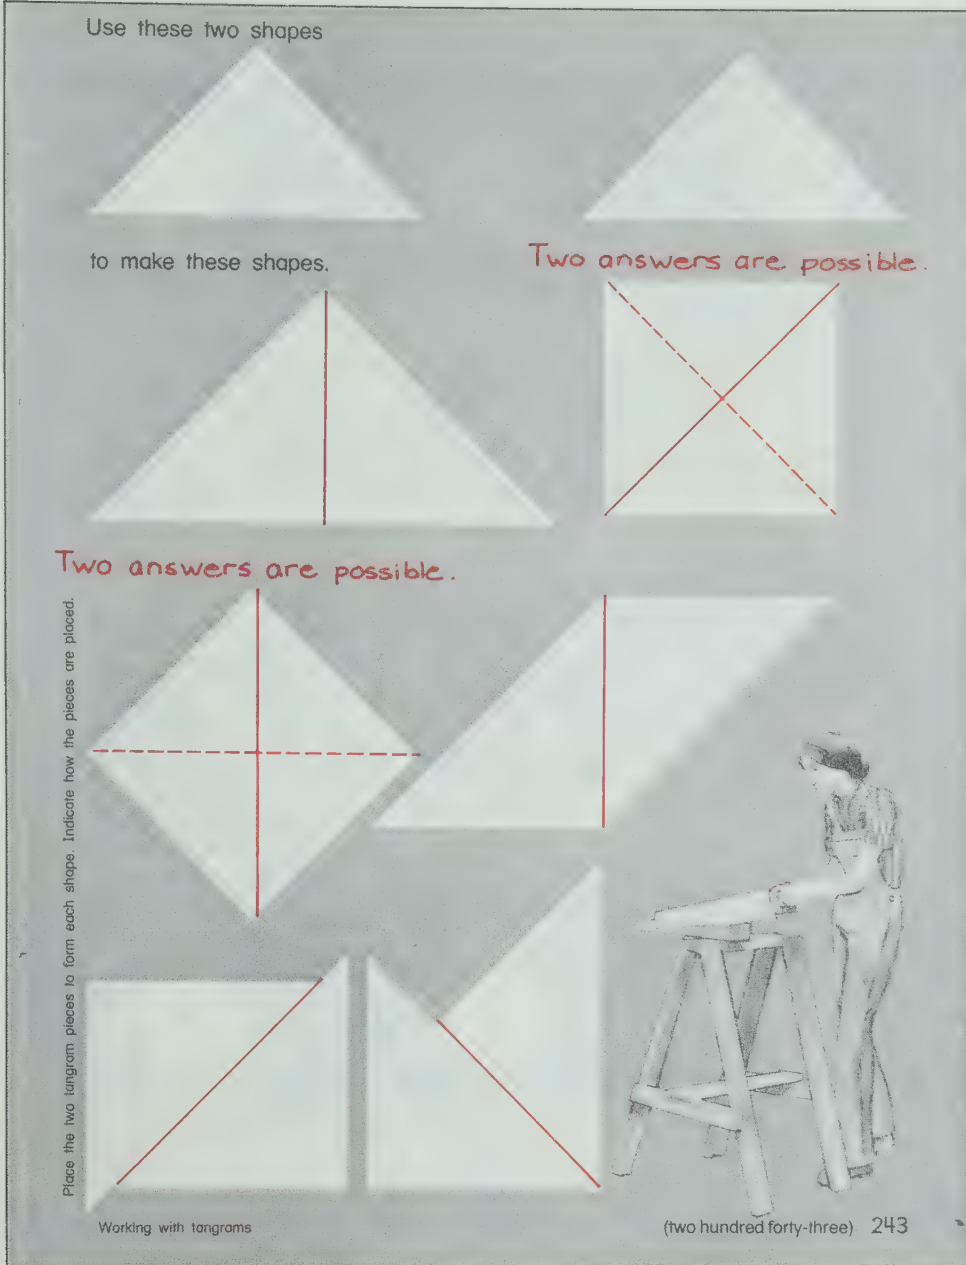 Use these two shapes
to make these shapes.
Two answers are possible.
Two answers are possible.
Place the two tangram pieces to form each shape. Indicate how the pieces are placed.
Working with tangrams
(two hundred forty-three) 243